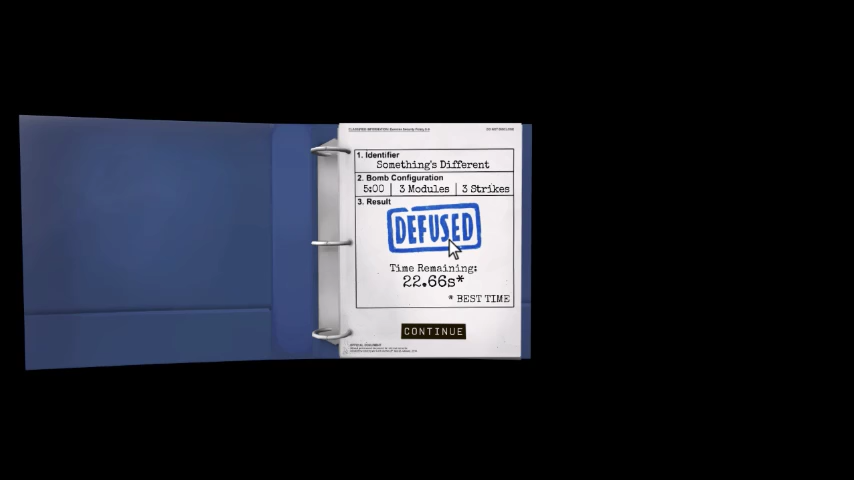 1. Identifier
Something's Different
2. Bomb Configuration
5:00 3 Modules 3 Strikes
3. Result
DEFUSED
Time Remaining:
22.66s*
* BEST TIME
CONTINUE